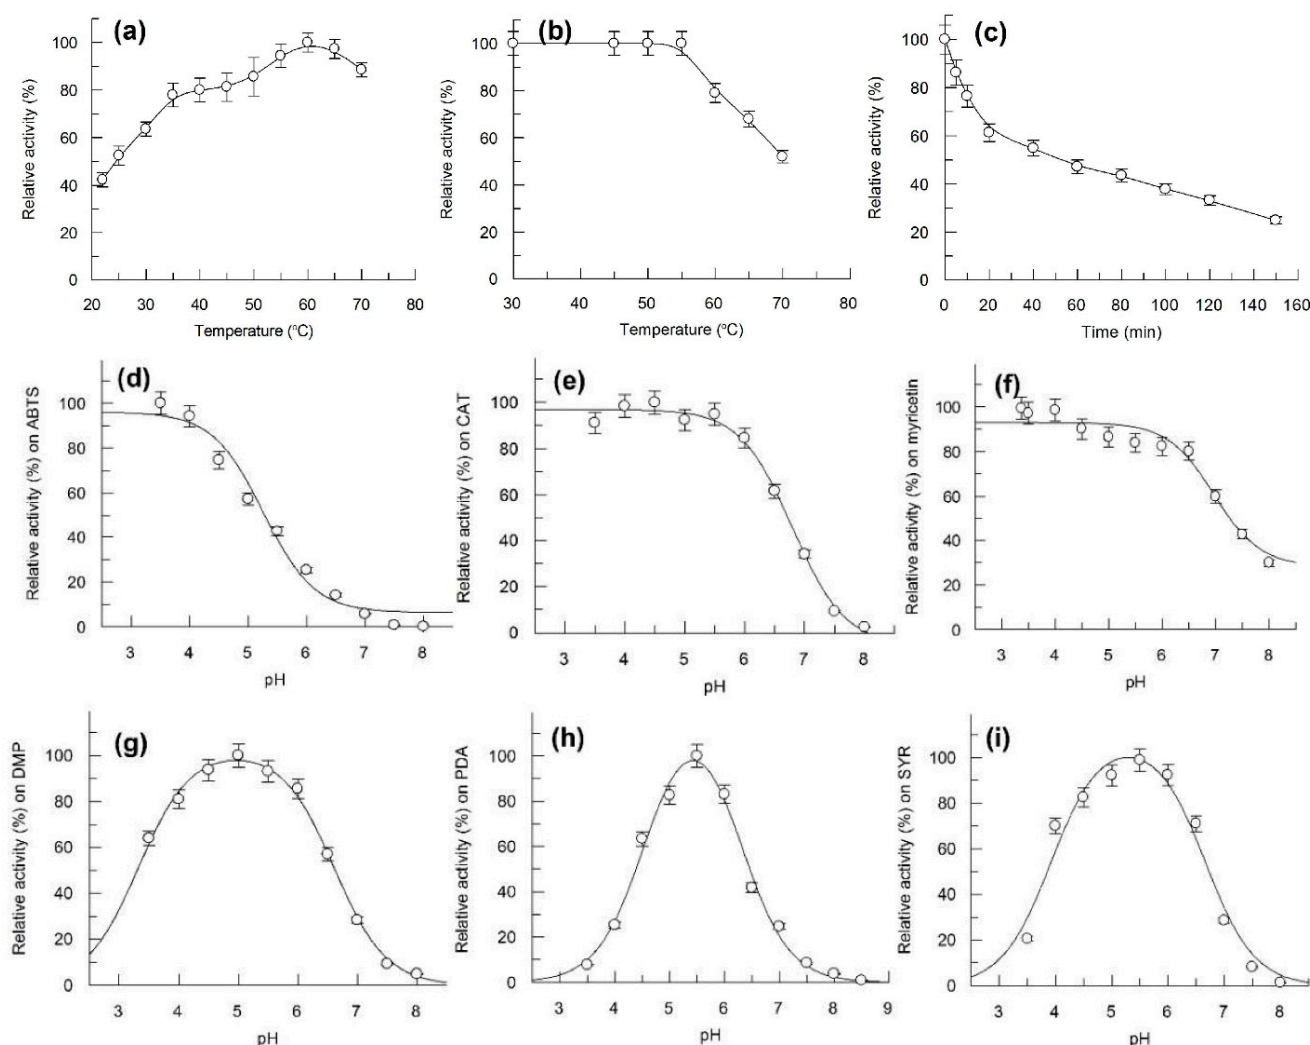 (a)
Relative activity (%)
100
80
60
40
20
0
20 30 40 50 60 70 80
Temperature (°C)
(b)
Relative activity (%)
100
80
60
40
20
0
30 40 50 60 70 80
Temperature (°C)
(c)
Relative activity (%)
100
80
60
40
20
0
0 20 40 60 80 100 120 140 160
Time (min)
(d)
Relative activity (%) on ABTS
100
80
60
40
20
0
3 4 5 6 7 8
pH
(e)
Relative activity (%) on CAT
100
80
60
40
20
0
3 4 5 6 7 8
pH
(f)
Relative activity (%) on myricetin
100
80
60
40
20
0
3 4 5 6 7 8
pH
(g)
Relative activity (%) on DMP
100
80
60
40
20
0
3 4 5 6 7 8
pH
(h)
Relative activity (%) on PDA
100
80
60
40
20
0
3 4 5 6 7 8 9
pH
(i)
Relative activity (%) on SYR
100
80
60
40
20
0
3 4 5 6 7 8
pH